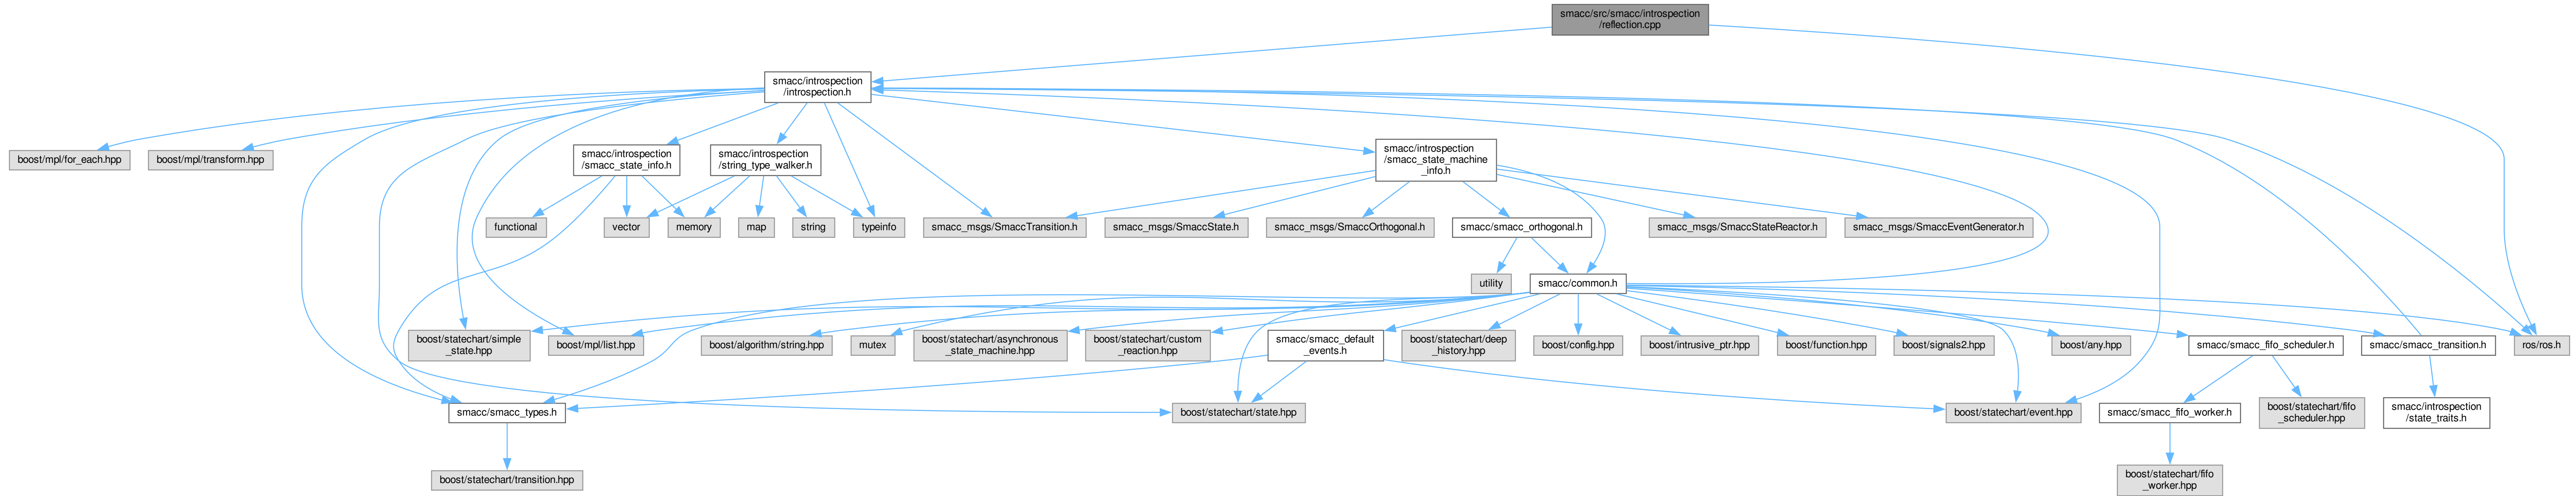 smacc/src/smacc/introspection
/reflection.cpp
smacc/introspection
/introspection.h
boost/mpl/for_each.hpp
boost/mpl/transform.hpp
smacc/introspection
/smacc_state_info.h
smacc/introspection
/string_type_walker.h
smacc/introspection
/smacc_state_machine
_info.h
functional
vector
memory
map
string
typeinfo
smacc_msgs/SmaccTransition.h
smacc_msgs/SmaccState.h
smacc_msgs/SmaccOrthogonal.h
smacc/smacc_orthogonal.h
smacc_msgs/SmaccStateReactor.h
smacc_msgs/SmaccEventGenerator.h
utility
smacc/common.h
boost/statechart/simple
_state.hpp
boost/mpl/list.hpp
boost/algorithm/string.hpp
mutex
boost/statechart/asynchronous
_state_machine.hpp
boost/statechart/custom
_reaction.hpp
smacc/smacc_default
_events.h
boost/statechart/deep
_history.hpp
boost/config.hpp
boost/intrusive_ptr.hpp
boost/function.hpp
boost/signals2.hpp
boost/any.hpp
smacc/smacc_fifo_scheduler.h
smacc/smacc_transition.h
ros/ros.h
smacc/smacc_types.h
boost/statechart/state.hpp
boost/statechart/event.hpp
smacc/smacc_fifo_worker.h
boost/statechart/fifo
_scheduler.hpp
smacc/introspection
/state_traits.h
boost/statechart/transition.hpp
boost/statechart/fifo
_worker.hpp